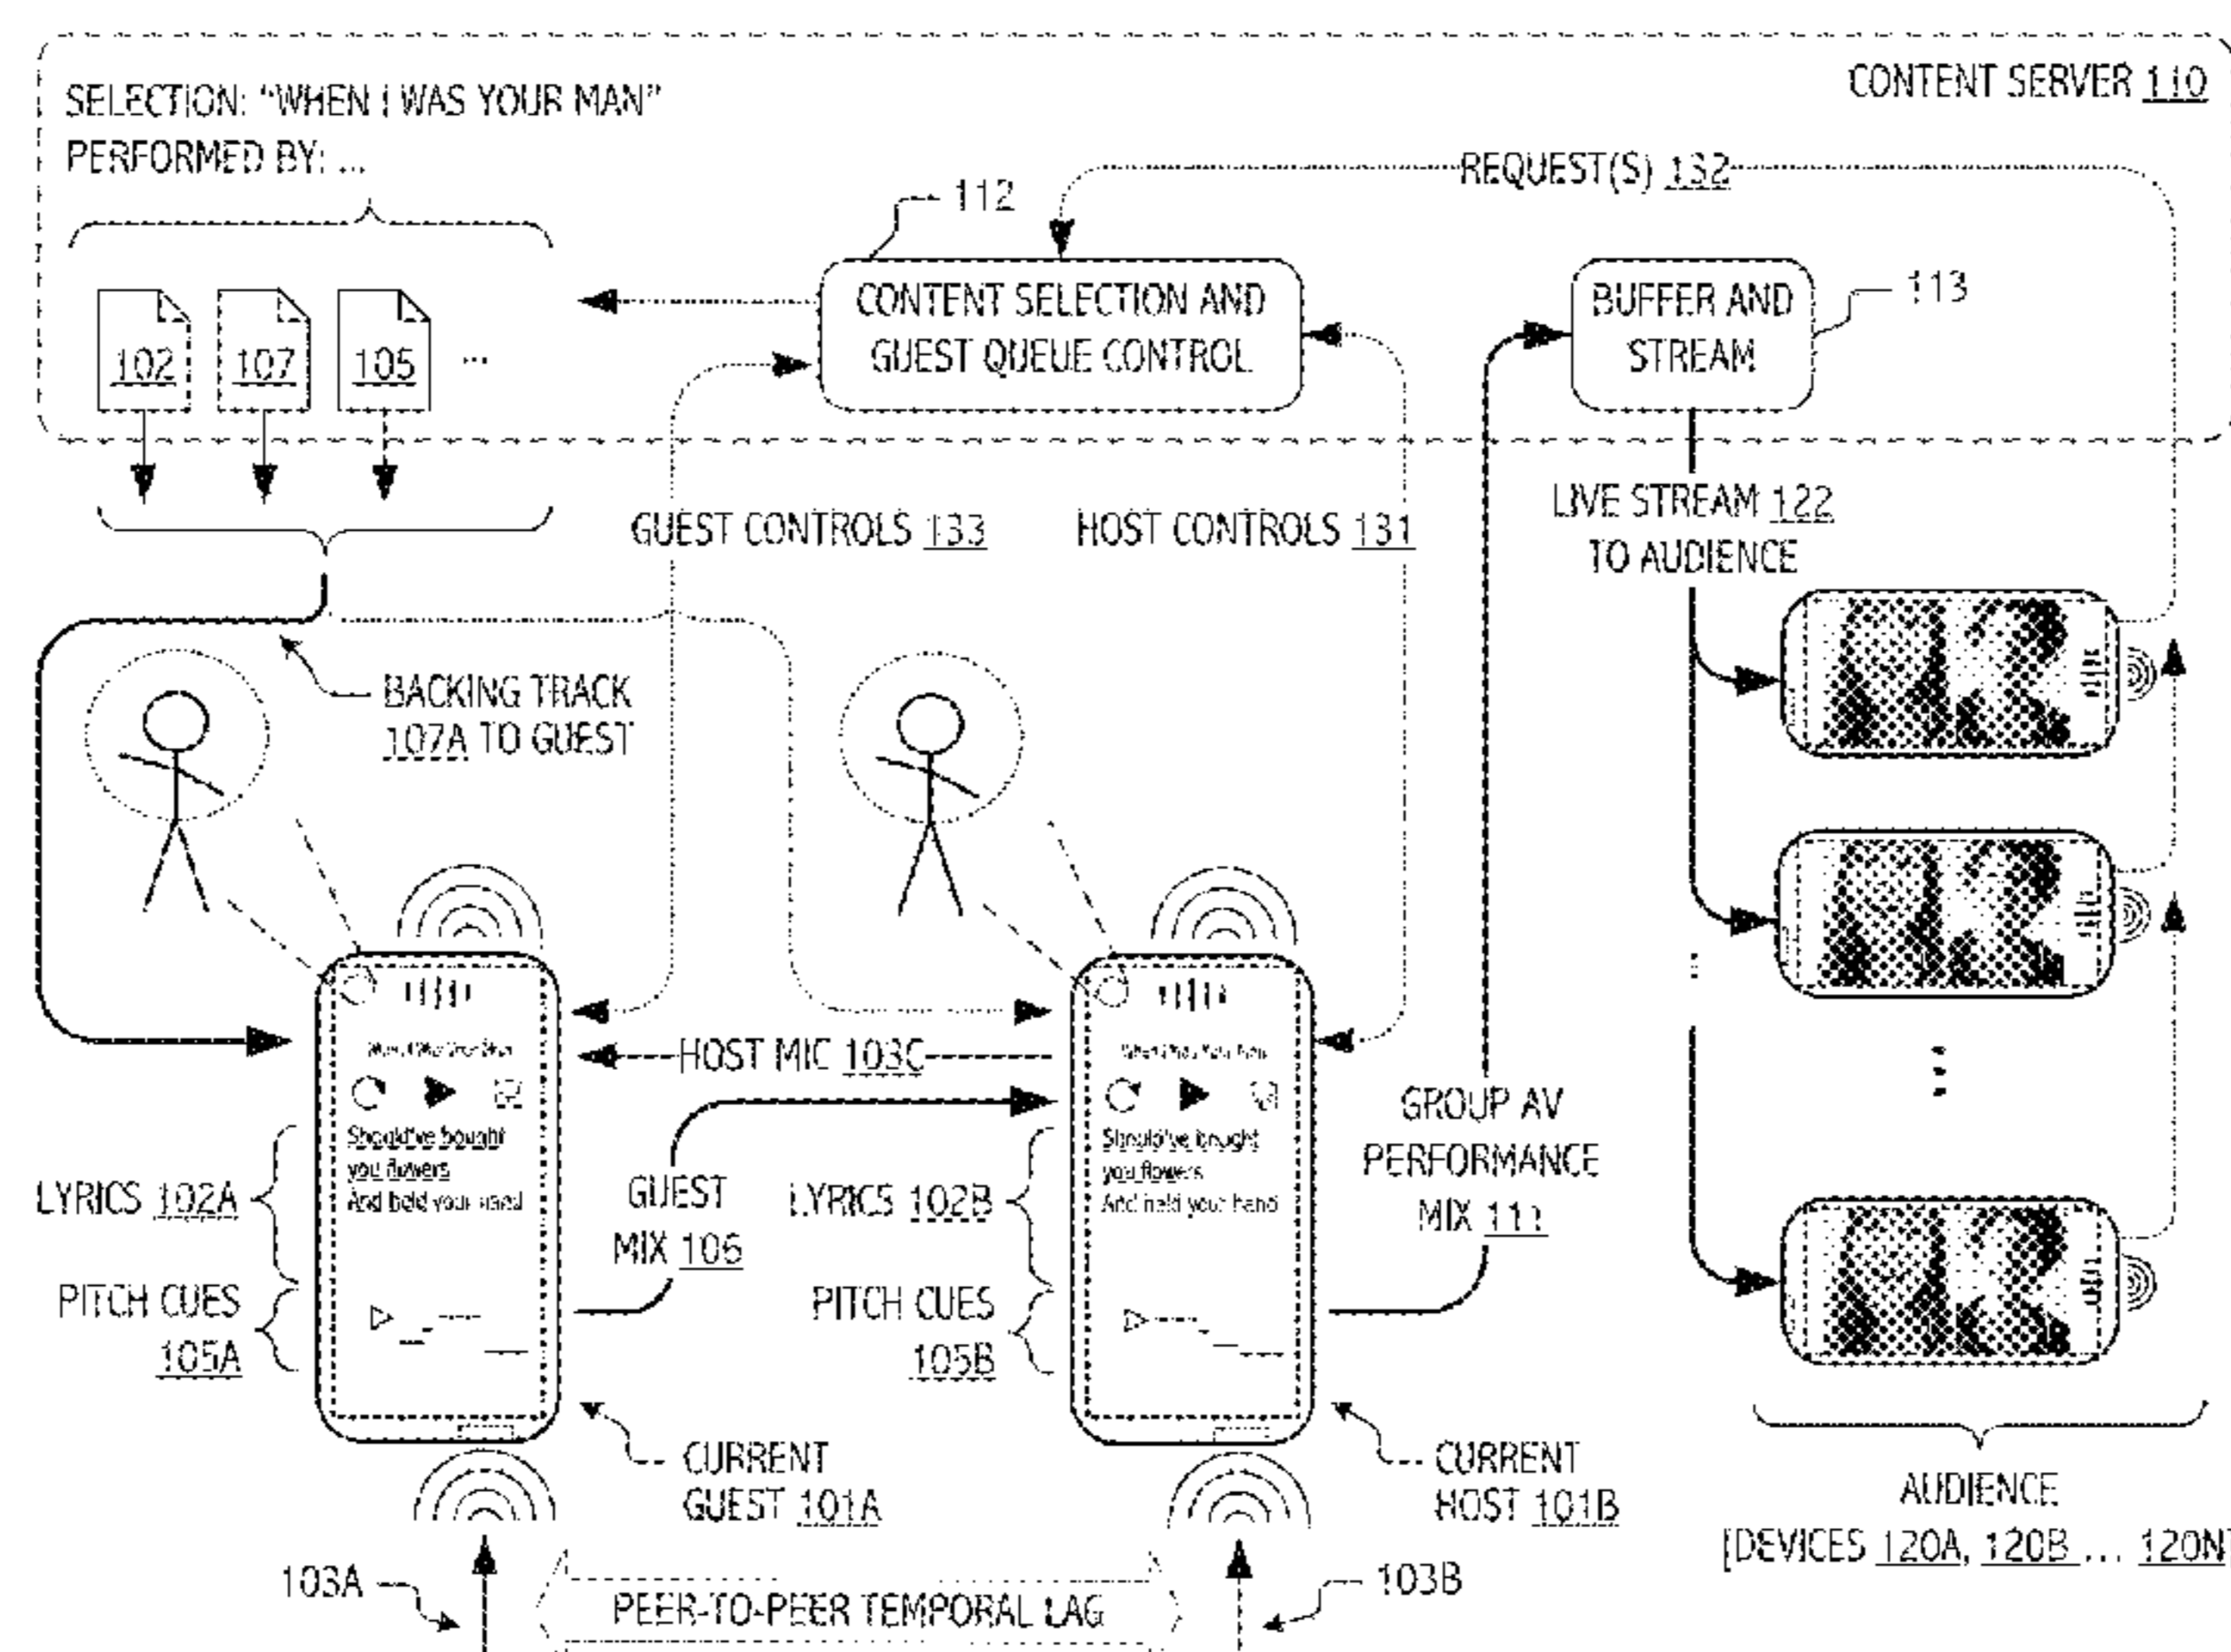 CONTENT SERVER 110
SELECTION: "WHEN I WAS YOUR MAN"
PERFORMED BY: ...
REQUEST(S) 132
112
CONTENT SELECTION AND
GUEST QUEUE CONTROL
BUFFER AND
STREAM
113
102
107
105
...
GUEST CONTROLS 133
HOST CONTROLS 131
LIVE STREAM 122
TO AUDIENCE
BACKING TRACK
107A TO GUEST
HOST MIC 103C
Should've bought
you flowers
And held your hand
Should've bought
you flowers
And held your hand
LYRICS 102A
GUEST
MIX 106
LYRICS 102B
GROUP AV
PERFORMANCE
MIX 111
PITCH CUES
105A
PITCH CUES
105B
CURRENT
GUEST 101A
CURRENT
HOST 101B
AUDIENCE
[DEVICES 120A, 120B ... 120N]
103A
PEER-TO-PEER TEMPORAL LAG
103B